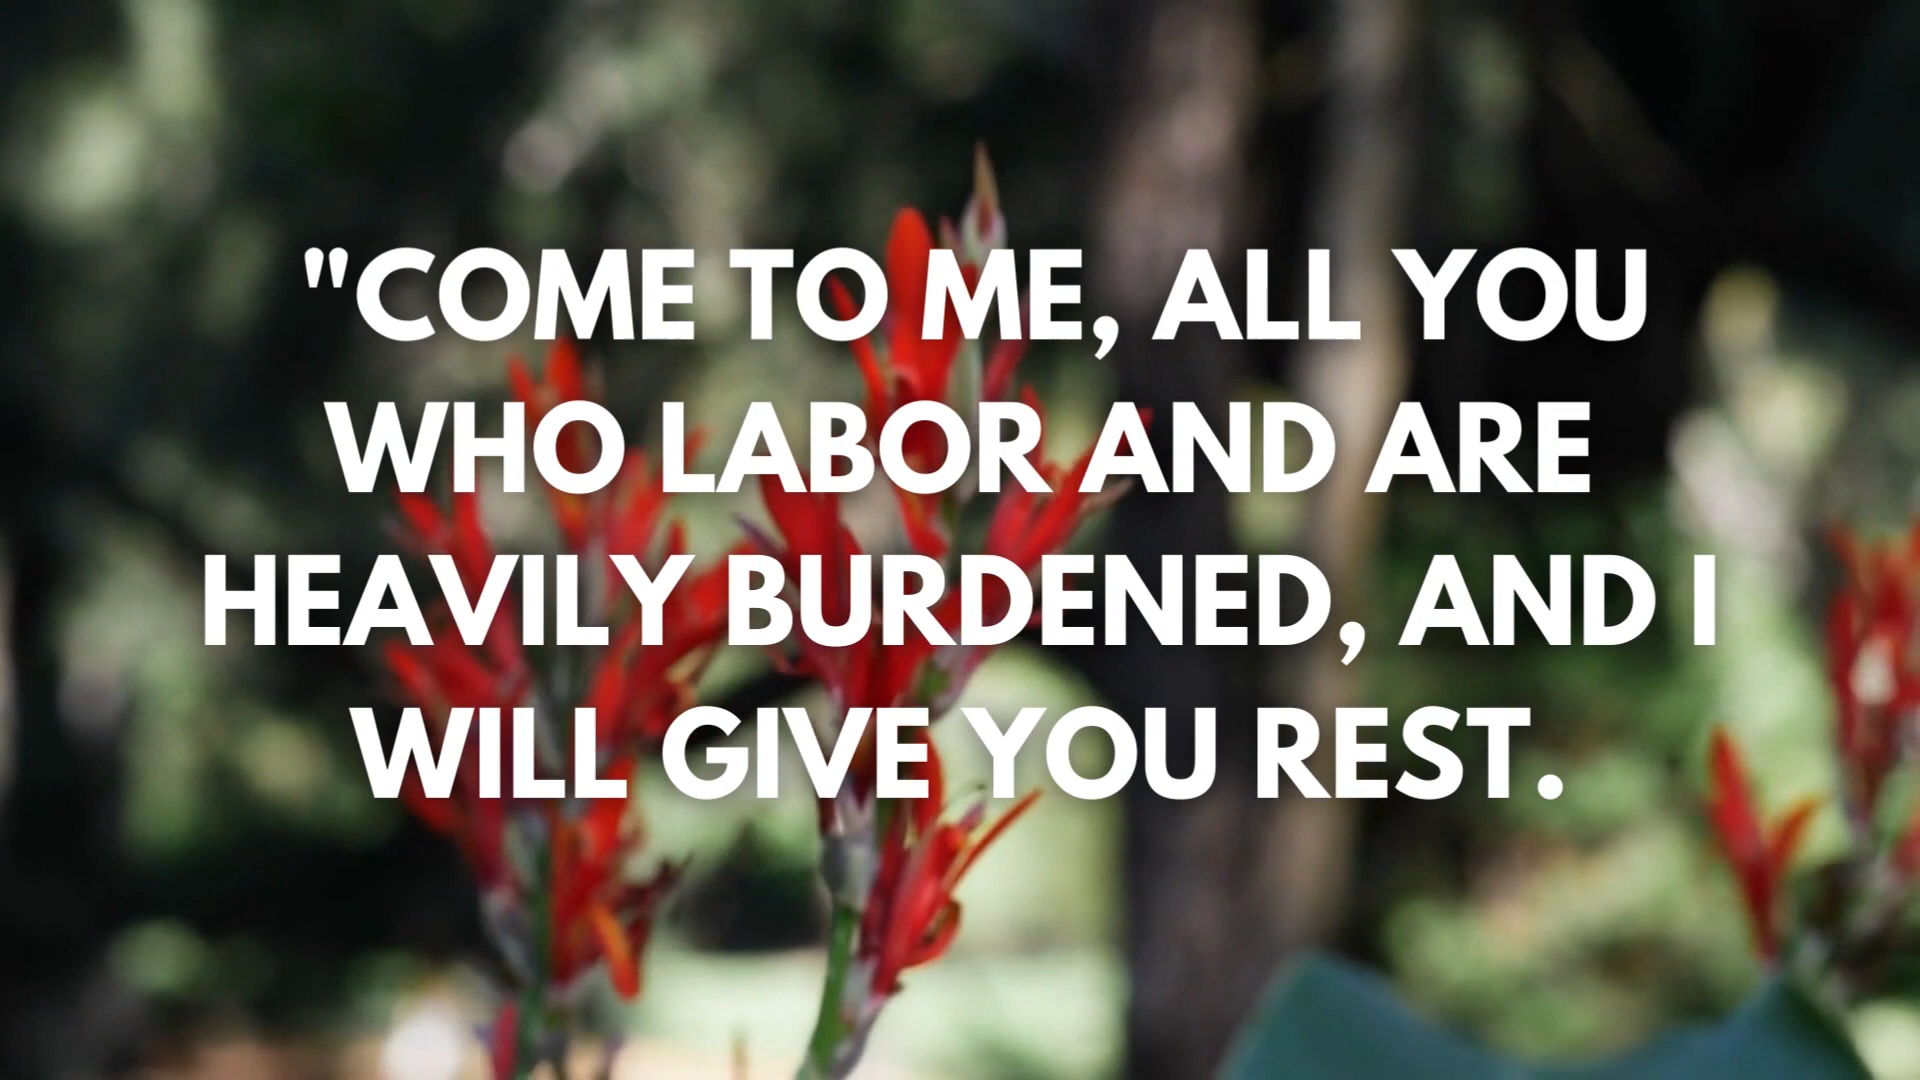 "COME TO ME, ALL YOU
WHO LABOR AND ARE
HEAVILY BURDENED, AND I
WILL GIVE YOU REST.